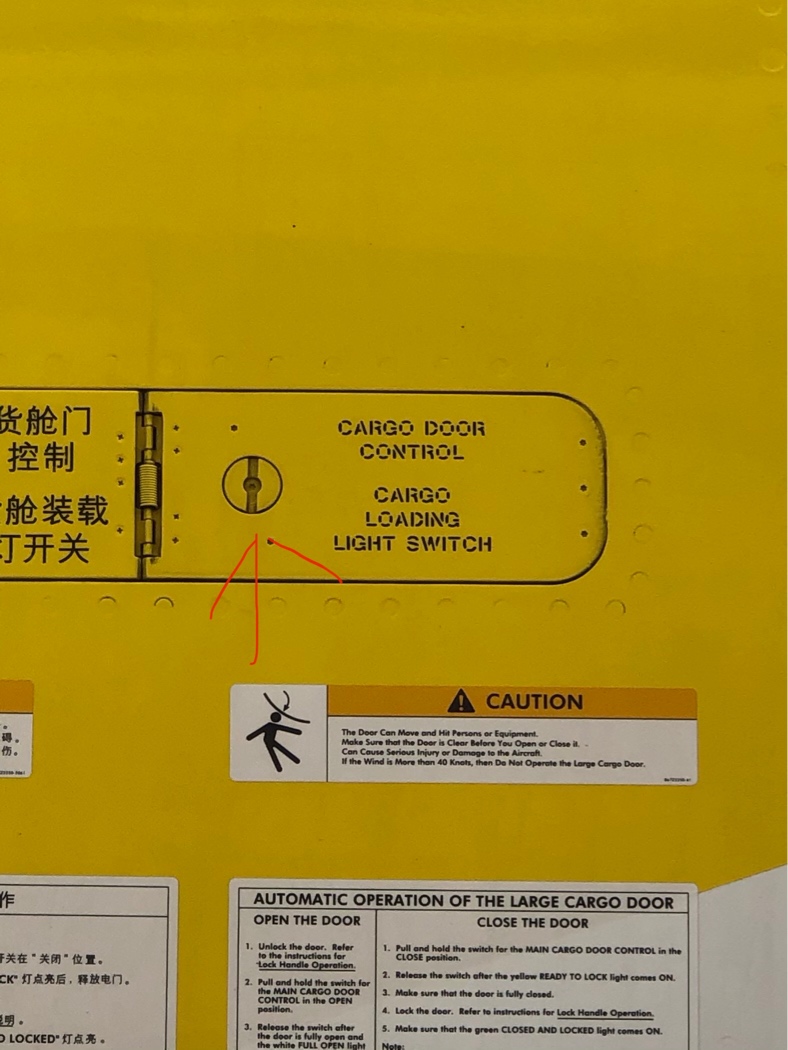 货舱门
控制
舱装载
灯开关
CARGO DOOR
CONTROL
CARGO
LOADING
LIGHT SWITCH
碍。
伤。
CAUTION
The Door Can Move and Hit Persons or Equipment.
Make Sure that the Door is Clear Before You Open or Close it.
Can Cause Serious Injury or Damage to the Aircraft.
If the Wind is More than 40 Knots, then Do Not Operate the Large Cargo Door.
作
开关在"关闭"位置。
CK"灯点亮后，释放电门。
说明。
D LOCKED"灯点亮。
AUTOMATIC OPERATION OF THE LARGE CARGO DOOR
OPEN THE DOOR
1. Unlock the door. Refer
to the instructions for
Lock Handle Operation.
2. Pull and hold the switch for
the MAIN CARGO DOOR
CONTROL in the OPEN
position.
3. Release the switch after
the door is fully open and
the white FULL OPEN light
CLOSE THE DOOR
1. Pull and hold the switch for the MAIN CARGO DOOR CONTROL in the
CLOSE position.
2. Release the switch after the yellow READY TO LOCK light comes ON.
3. Make sure that the door is fully closed.
4. Lock the door. Refer to instructions for Lock Handle Operation.
5. Make sure that the green CLOSED AND LOCKED light comes ON.
Note: